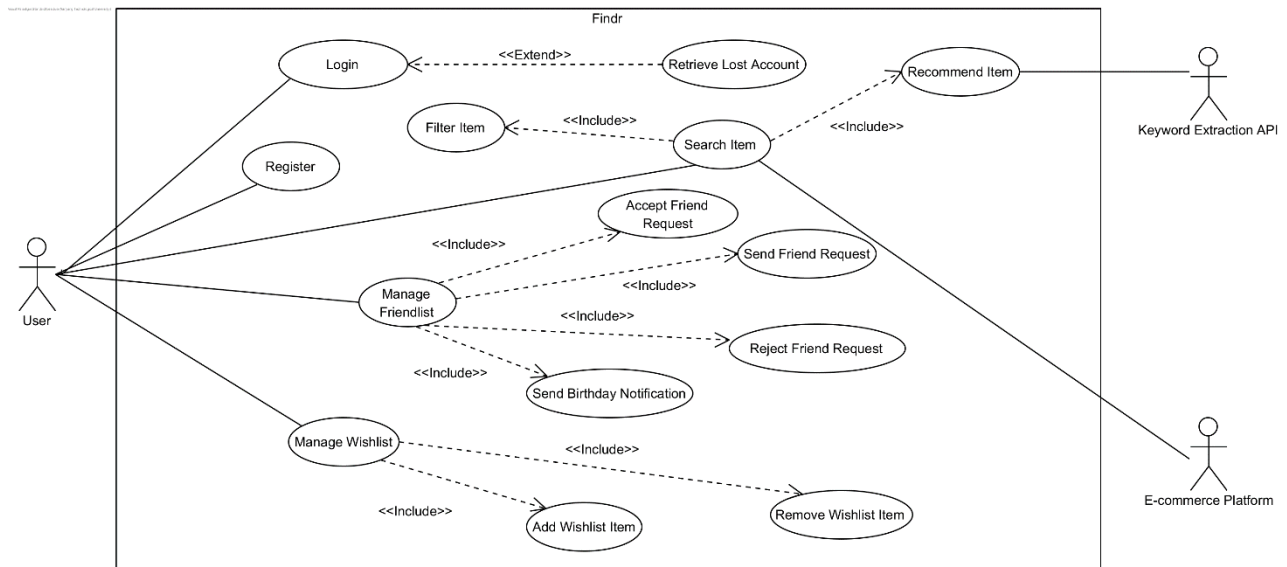 Findr
Login
<<Extend>>
Retrieve Lost Account
Recommend Item
Keyword Extraction API
Filter Item
<<Include>>
Search Item
<<Include>>
Register
Accept Friend
Request
<<Include>>
Send Friend Request
<<Include>>
User
Manage
Friendlist
<<Include>>
Reject Friend Request
<<Include>>
Send Birthday Notification
Manage Wishlist
<<Include>>
<<Include>>
Add Wishlist Item
Remove Wishlist Item
E-commerce Platform